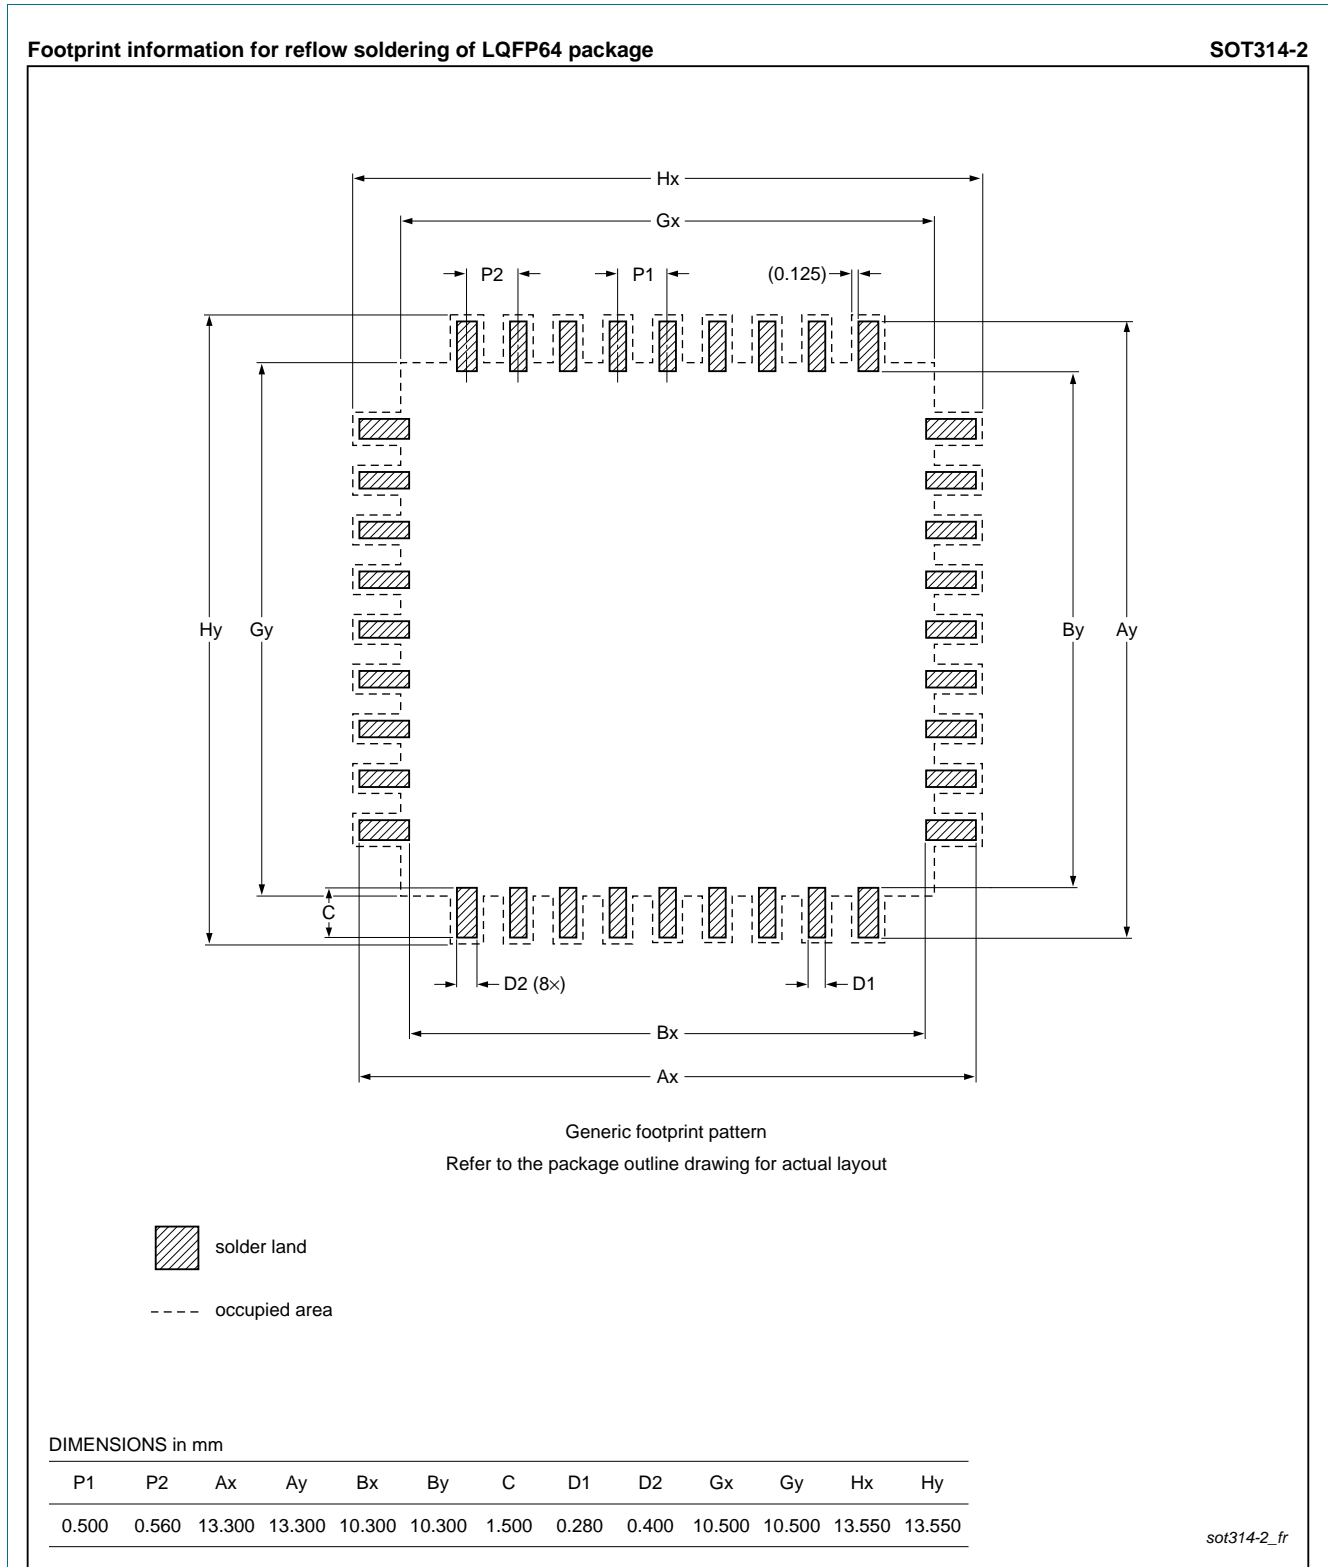 Footprint information for reflow soldering of LQFP64 package SOT314-2
Hx
Gx
P2 P1 (0.125)
Hy Gy By Ay
C
D2 (8×) D1
Bx
Ax
Generic footprint pattern
Refer to the package outline drawing for actual layout
solder land
occupied area
DIMENSIONS in mm
P1 P2 Ax Ay Bx By C D1 D2 Gx Gy Hx Hy
0.500 0.560 13.300 13.300 10.300 10.300 1.500 0.280 0.400 10.500 10.500 13.550 13.550
sot314-2_fr